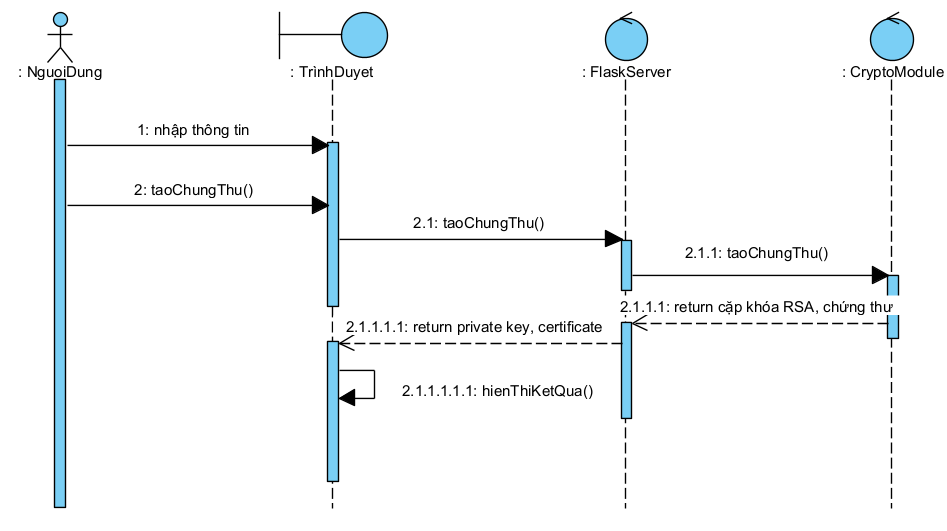 : NguoiDung
: TrìnhDuyet
: FlaskServer
: CryptoModule
1: nhập thông tin
2: taoChungThu()
2.1: taoChungThu()
2.1.1: taoChungThu()
2.1.1.1: return cặp khóa RSA, chứng thư
2.1.1.1.1: return private key, certificate
2.1.1.1.1.1: hienThiKetQua()